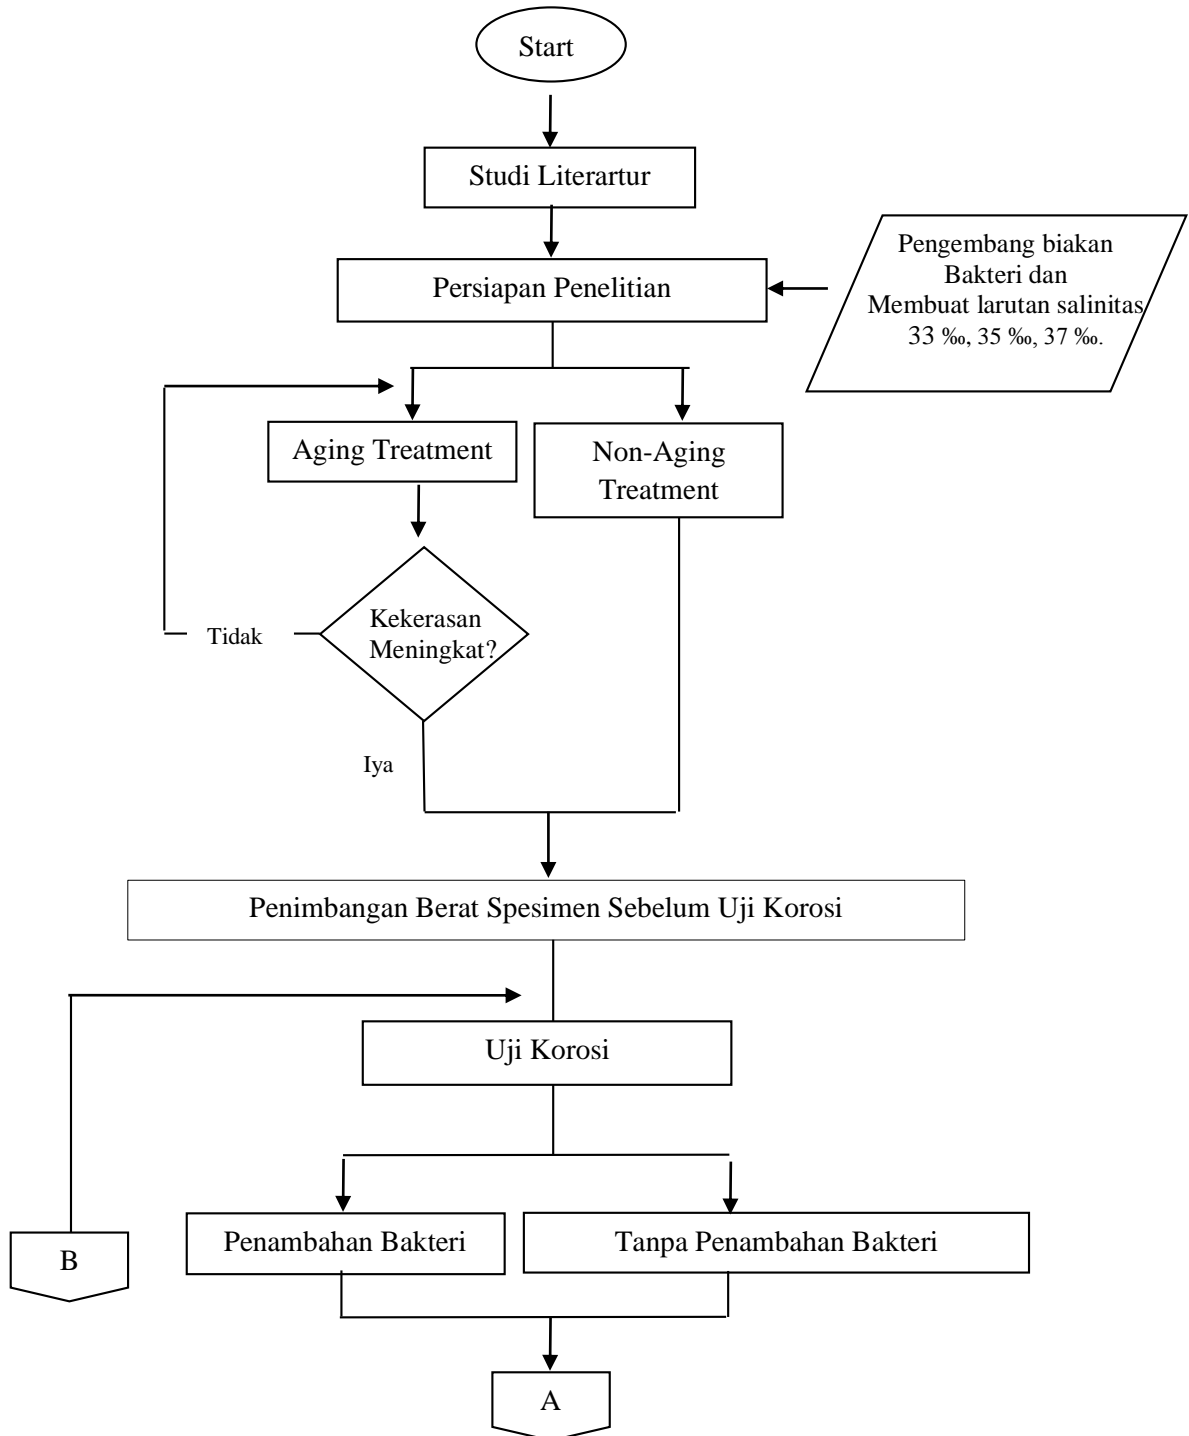 Start
Studi Literartur
Persiapan Penelitian
Pengembang biakan
Bakteri dan
Membuat larutan salinitas
33 ‰, 35 ‰, 37 ‰.
Aging Treatment
Non-Aging
Treatment
Kekerasan
Meningkat?
Tidak
Iya
Penimbangan Berat Spesimen Sebelum Uji Korosi
Uji Korosi
Penambahan Bakteri
Tanpa Penambahan Bakteri
B
A